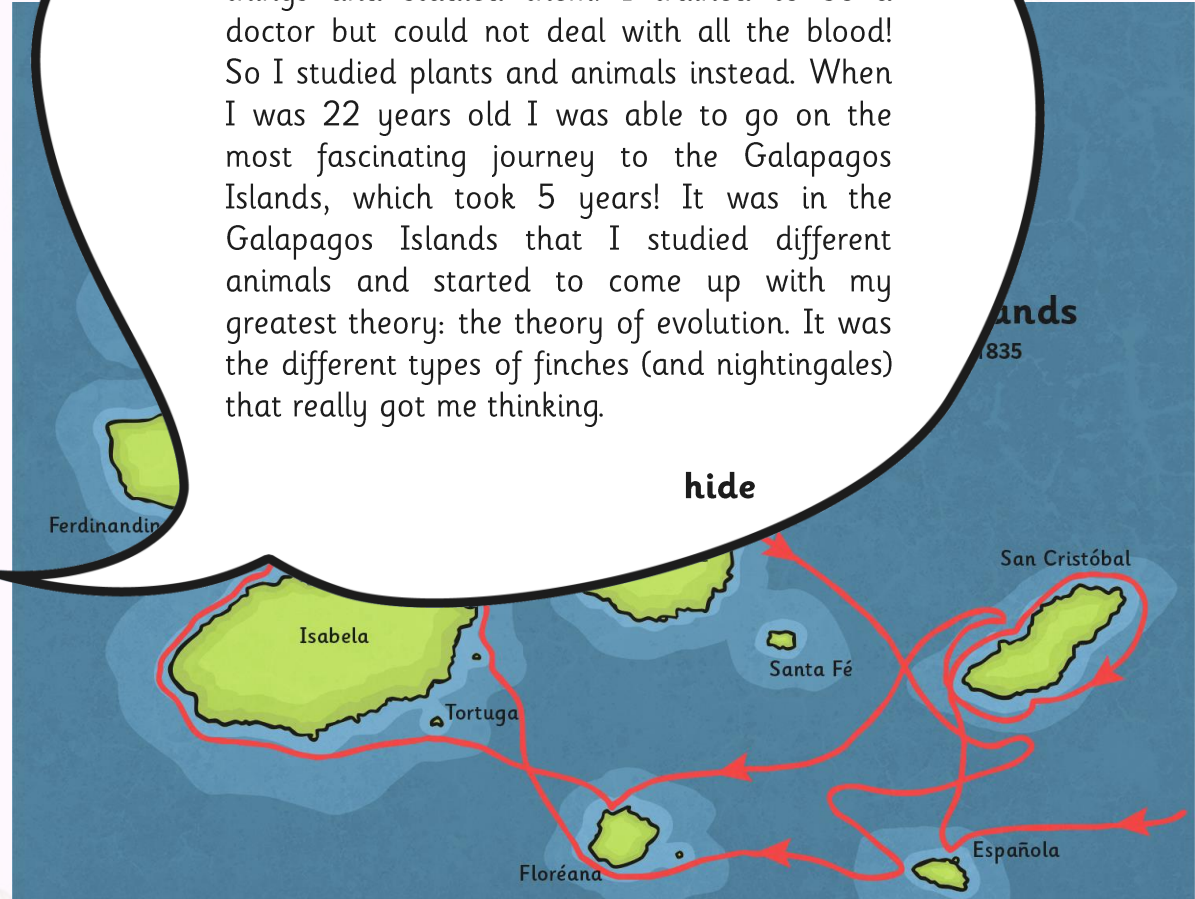 doctor but could not deal with all the blood!
So I studied plants and animals instead. When
I was 22 years old I was able to go on the
most fascinating journey to the Galapagos
Islands, which took 5 years! It was in the
Galapagos Islands that I studied different
animals and started to come up with my
greatest theory: the theory of evolution. It was
the different types of finches (and nightingales)
that really got me thinking.
hide
1835
San Cristóbal
Isabela
Santa Fé
Tortuga
Española
Floréana